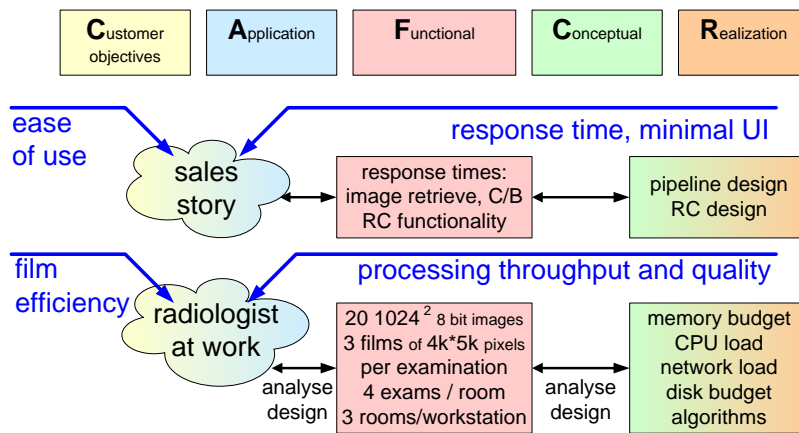 Customer
objectives
Application
Functional
Conceptual
Realization
ease
of use
response time, minimal UI
sales
story
response times:
image retrieve, C/B
RC functionality
pipeline design
RC design
film
efficiency
processing throughput and quality
radiologist
at work
analyse
design
20 1024² 8 bit images
3 films of 4k*5k pixels
per examination
4 exams / room
3 rooms/workstation
analyse
design
memory budget
CPU load
network load
disk budget
algorithms